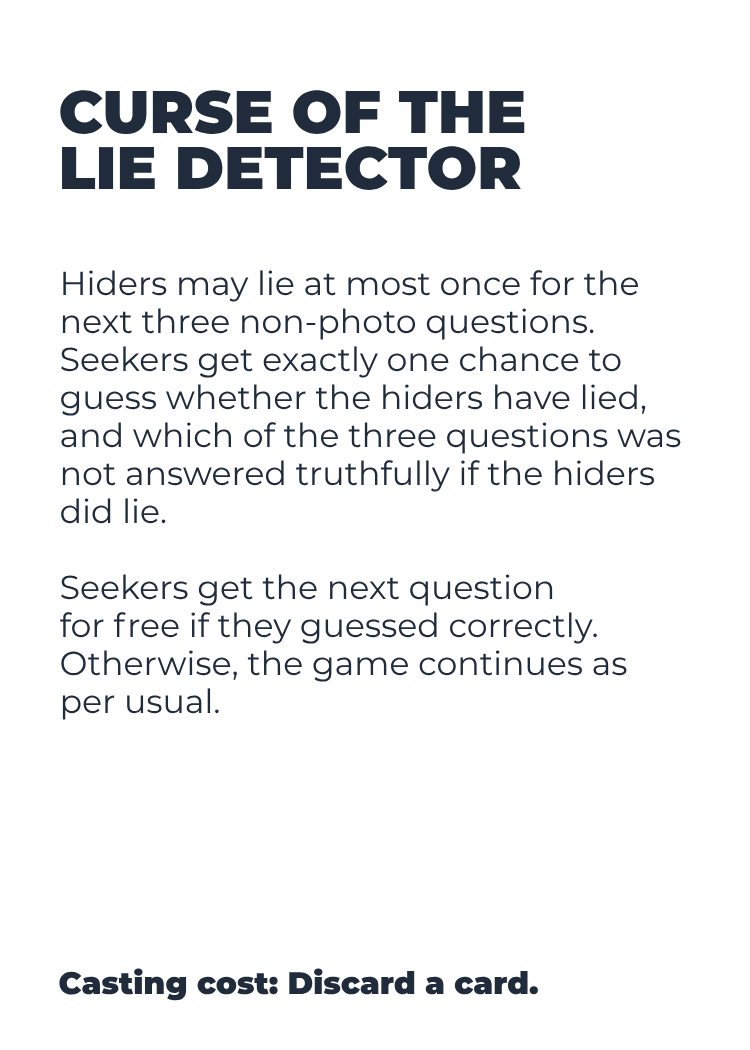 CURSE OF THE
LIE DETECTOR
Hiders may lie at most once for the
next three non-photo questions.
Seekers get exactly one chance to
guess whether the hiders have lied,
and which of the three questions was
not answered truthfully if the hiders
did lie.
Seekers get the next question
for free if they guessed correctly.
Otherwise, the game continues as
per usual.
Casting cost: Discard a card.